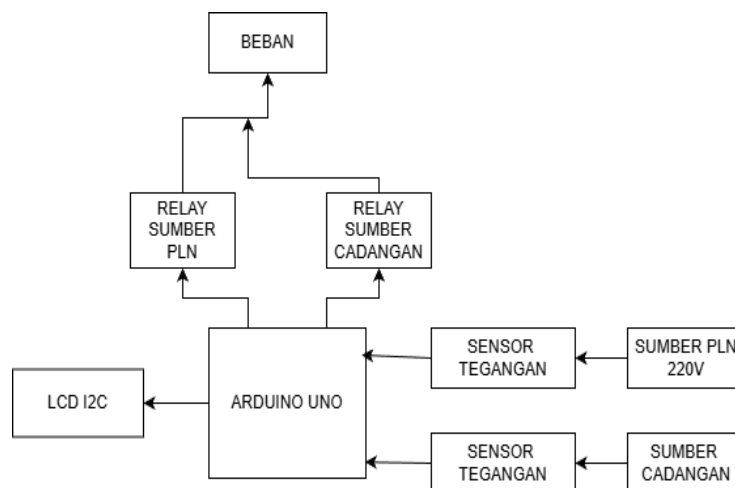 BEBAN
RELAY
SUMBER
PLN
RELAY
SUMBER
CADANGAN
SENSOR
TEGANGAN
SUMBER PLN
220V
LCD I2C
ARDUINO UNO
SENSOR
TEGANGAN
SUMBER
CADANGAN